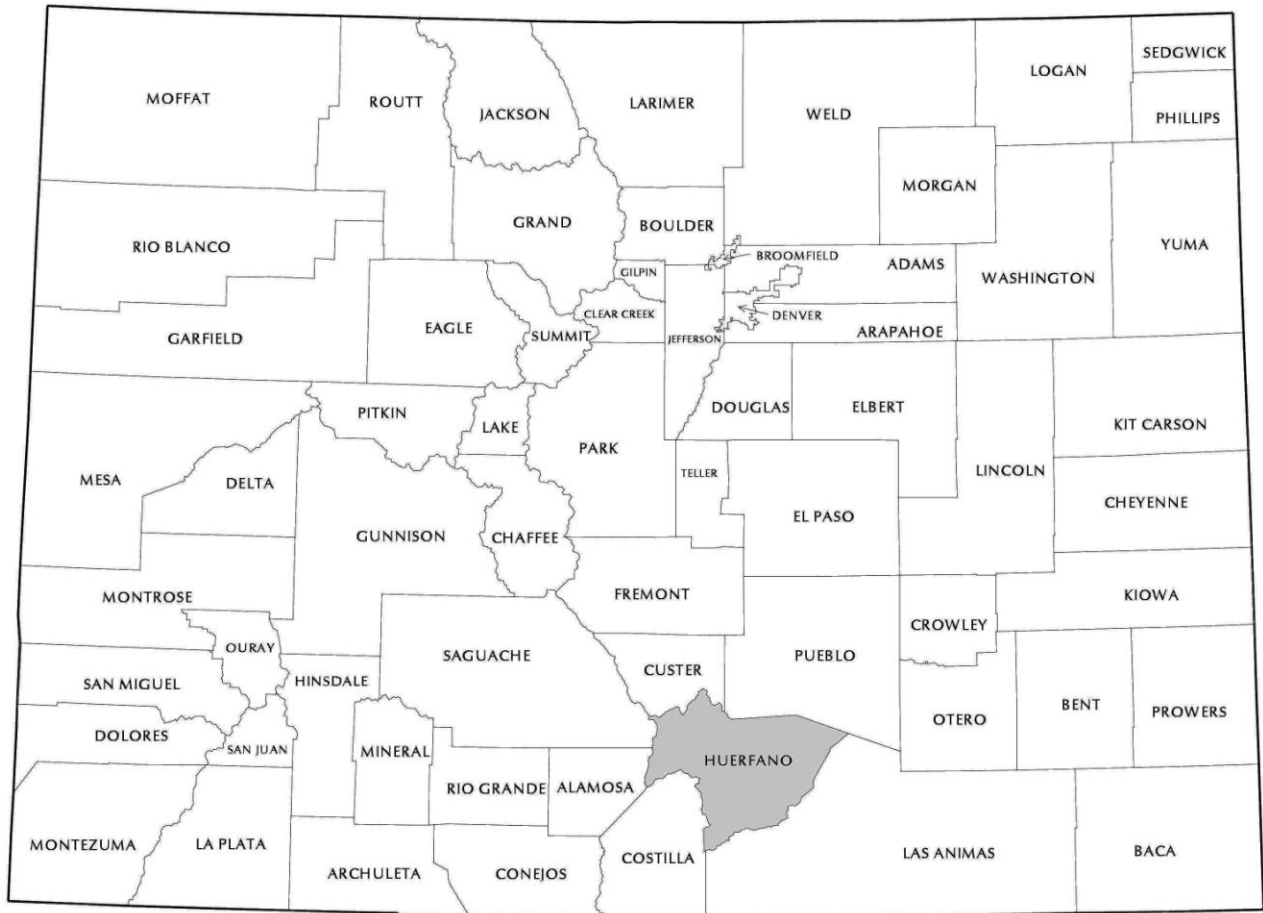 SEDGWICK
LOGAN
MOFFAT
ROUTT
LARIMER
JACKSON
WELD
PHILLIPS
MORGAN
GRAND
BOULDER
RIO BLANCO
YUMA
BROOMFIELD
ADAMS
GILPIN
WASHINGTON
CLEAR CREEK
DENVER
EAGLE
SUMMIT
GARFIELD
JEFFERSON
ARAPAHOE
PITKIN
DOUGLAS
ELBERT
LAKE
KIT CARSON
PARK
LINCOLN
TELLER
MESA
DELTA
CHEYENNE
EL PASO
GUNNISON
CHAFFEE
FREMONT
KIOWA
MONTROSE
CROWLEY
OURAY
SAGUACHE
PUEBLO
CUSTER
HINSDALE
SAN MIGUEL
BENT
PROWERS
OTERO
DOLORES
SAN JUAN
MINERAL
HUERFANO
RIO GRANDE
ALAMOSA
MONTEZUMA
LA PLATA
COSTILLA
LAS ANIMAS
BACA
ARCHULETA
CONEJOS